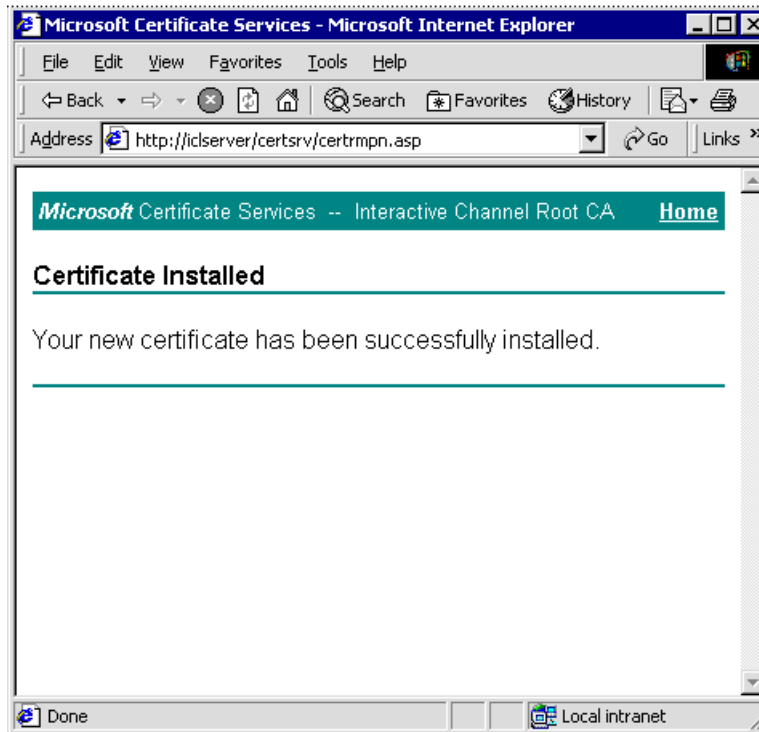 Microsoft Certificate Services - Microsoft Internet Explorer
File Edit View Favorites Tools Help
Back Search Favorites History
Address http://iclserver/certsrv/certrmpn.asp Go Links »
Microsoft Certificate Services -- Interactive Channel Root CA Home
Certificate Installed
Your new certificate has been successfully installed.
Done Local intranet